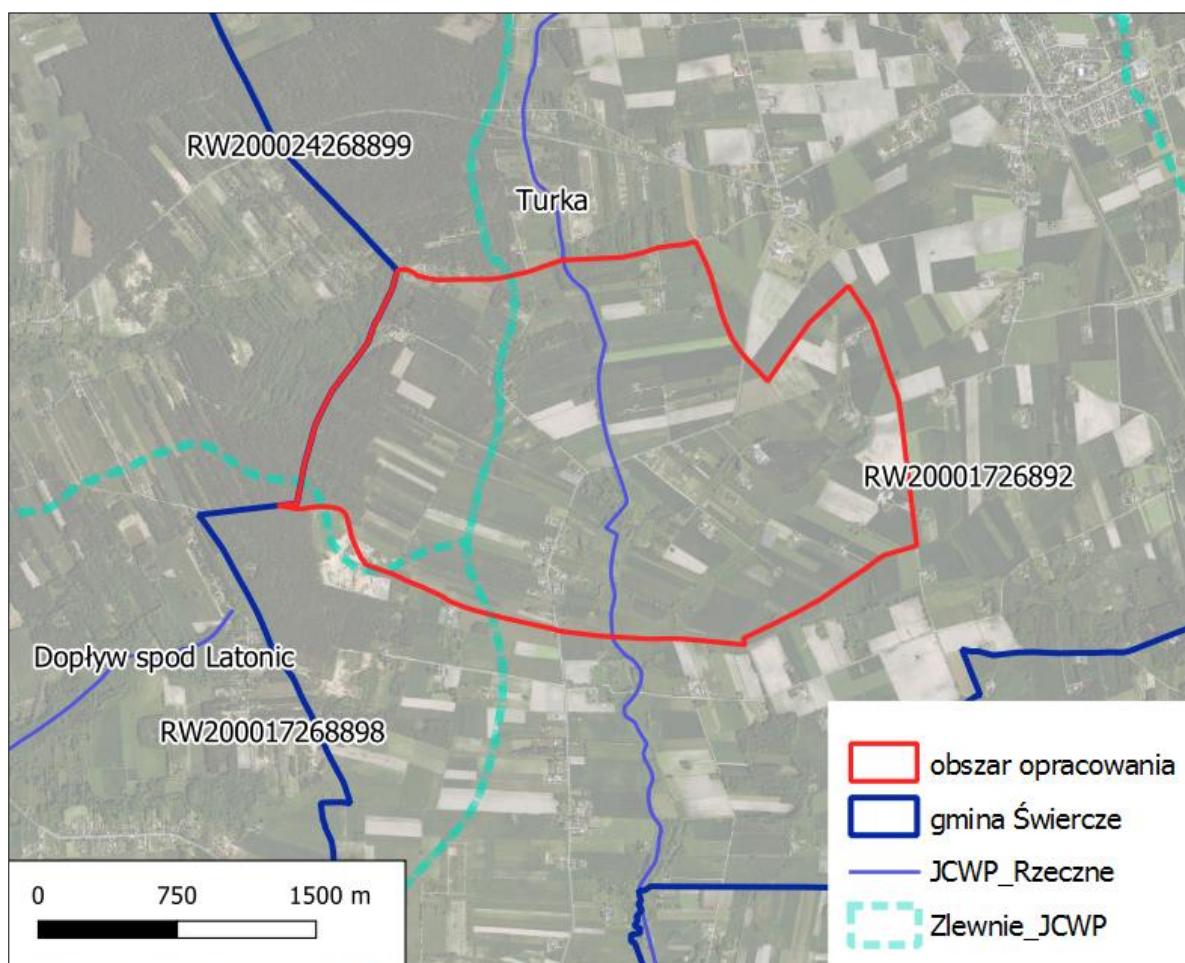 RW200024268899
Turka
RW20001726892
Dopływ spod Latonic
RW200017268898
obszar opracowania
gmina Świercze
JCWP_Rzeczne
Zlewnie_JCWP
0 750 1500 m